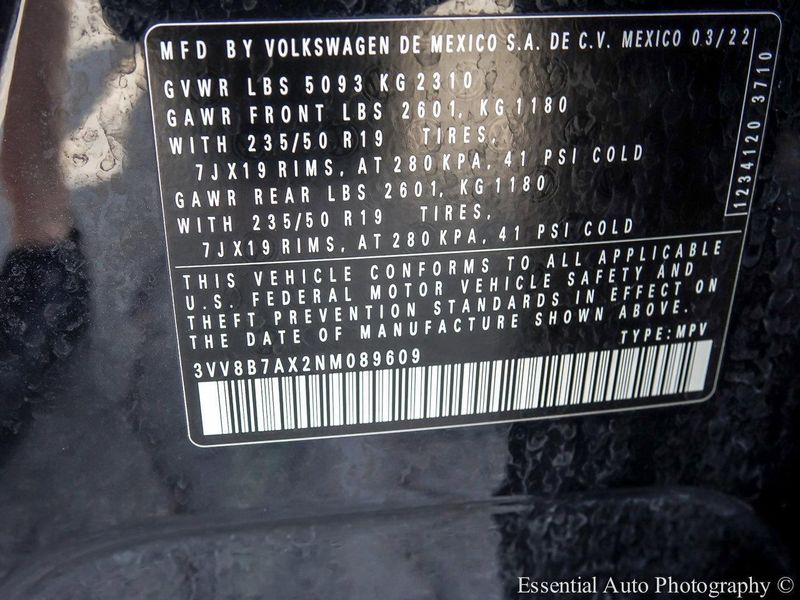 MFD BY VOLKSWAGEN DE MEXICO S.A. DE C.V. MEXICO 03/22
GVWR LBS 5093 KG 2310
GAWR FRONT LBS 2601, KG 1180
WITH 235/50 R19 TIRES,
7JX19 RIMS, AT 280 KPA, 41 PSI COLD
GAWR REAR LBS 2601, KG 1180
WITH 235/50 R19 TIRES,
7JX19 RIMS, AT 280 KPA, 41 PSI COLD
1234120 3710
THIS VEHICLE CONFORMS TO ALL APPLICABLE
U.S. FEDERAL MOTOR VEHICLE SAFETY AND
THEFT PREVENTION STANDARDS IN EFFECT ON
THE DATE OF MANUFACTURE SHOWN ABOVE.
TYPE: MPV
3VV8B7AX2NM089609
Essential Auto Photography ©